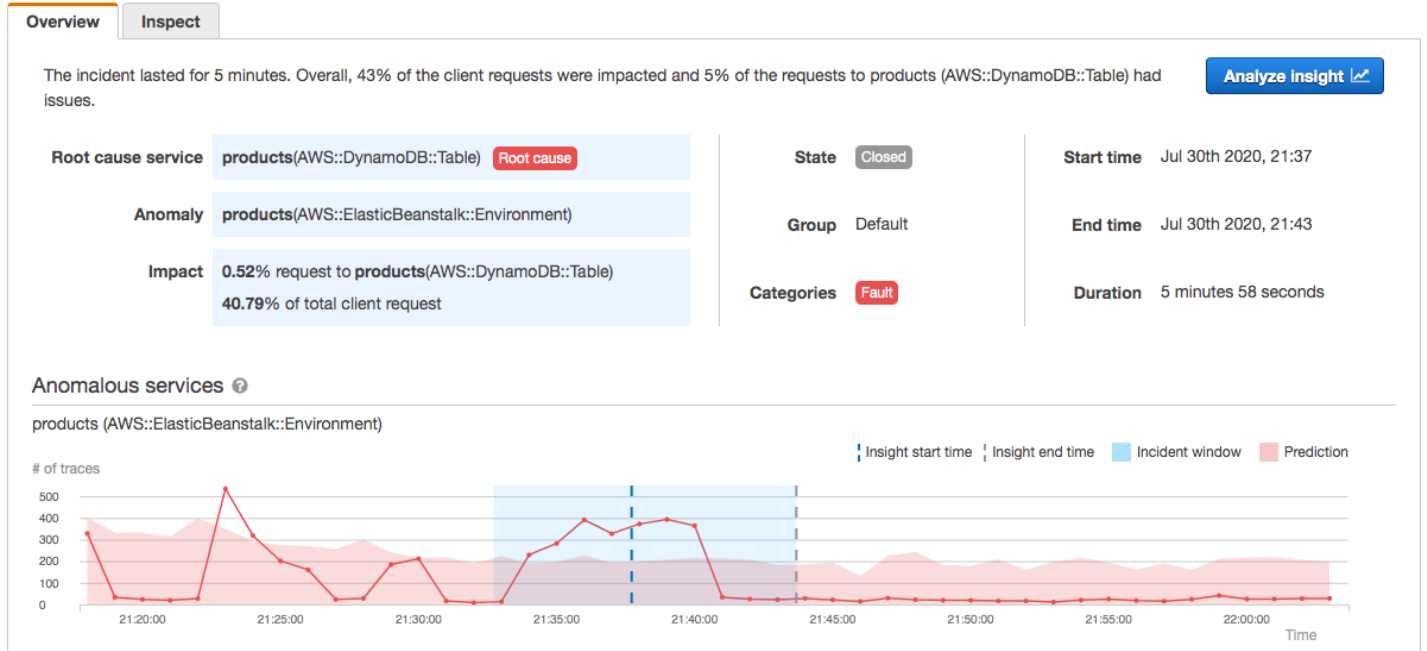 Overview
Inspect
The incident lasted for 5 minutes. Overall, 43% of the client requests were impacted and 5% of the requests to products (AWS::DynamoDB::Table) had
issues.
Analyze insight
Root cause service products(AWS::DynamoDB::Table) Root cause
Anomaly products(AWS::ElasticBeanstalk::Environment)
Impact 0.52% request to products(AWS::DynamoDB::Table)
40.79% of total client request
State Closed
Group Default
Categories Fault
Start time Jul 30th 2020, 21:37
End time Jul 30th 2020, 21:43
Duration 5 minutes 58 seconds
Anomalous services ?
products (AWS::ElasticBeanstalk::Environment)
Insight start time Insight end time Incident window Prediction
# of traces
500
400
300
200
100
0
21:20:00 21:25:00 21:30:00 21:35:00 21:40:00 21:45:00 21:50:00 21:55:00 22:00:00
Time